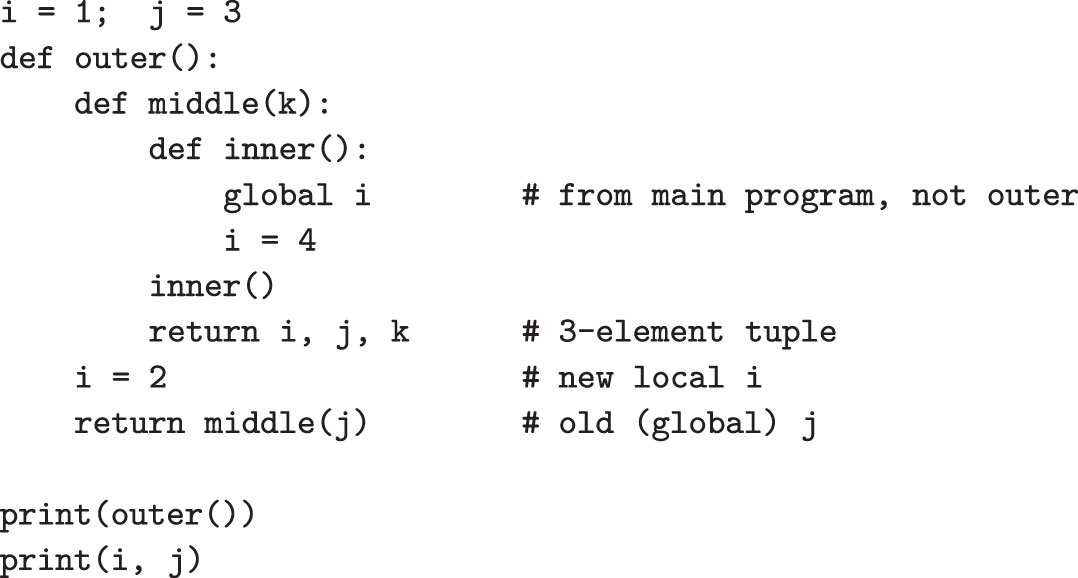 i = 1;  j = 3
def outer():
    def middle(k):
        def inner():
            global i        # from main program, not outer
            i = 4
        inner()
        return i, j, k      # 3-element tuple
    i = 2                   # new local i
    return middle(j)        # old (global) j

print(outer())
print(i, j)